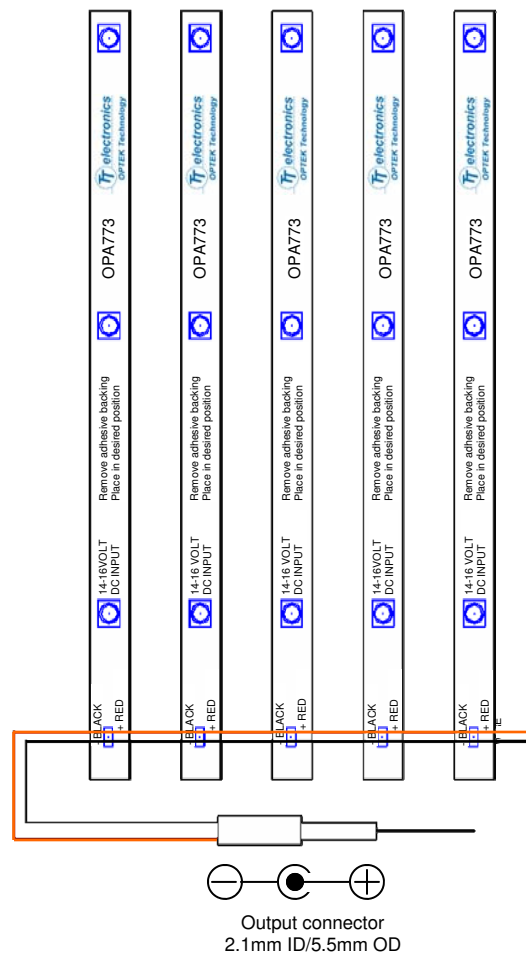 - BLACK
+ RED
14-16VOLT
DC INPUT
Remove adhesive backing
Place in desired position
OPA773
TT electronics
OPTEK Technology
- BLACK
+ RED
14-16 VOLT
DC INPUT
Remove adhesive backing
Place in desired position
OPA773
TT electronics
OPTEK Technology
- BLACK
+ RED
14-16 VOLT
DC INPUT
Remove adhesive backing
Place in desired position
OPA773
TT electronics
OPTEK Technology
- BLACK
+ RED
14-16VOLT
DC INPUT
Remove adhesive backing
Place in desired position
OPA773
TT electronics
OPTEK Technology
- BLACK
+ RED
14-16 VOLT
DC INPUT
Remove adhesive backing
Place in desired position
OPA773
TT electronics
OPTEK Technology
Output connector
2.1mm ID/5.5mm OD